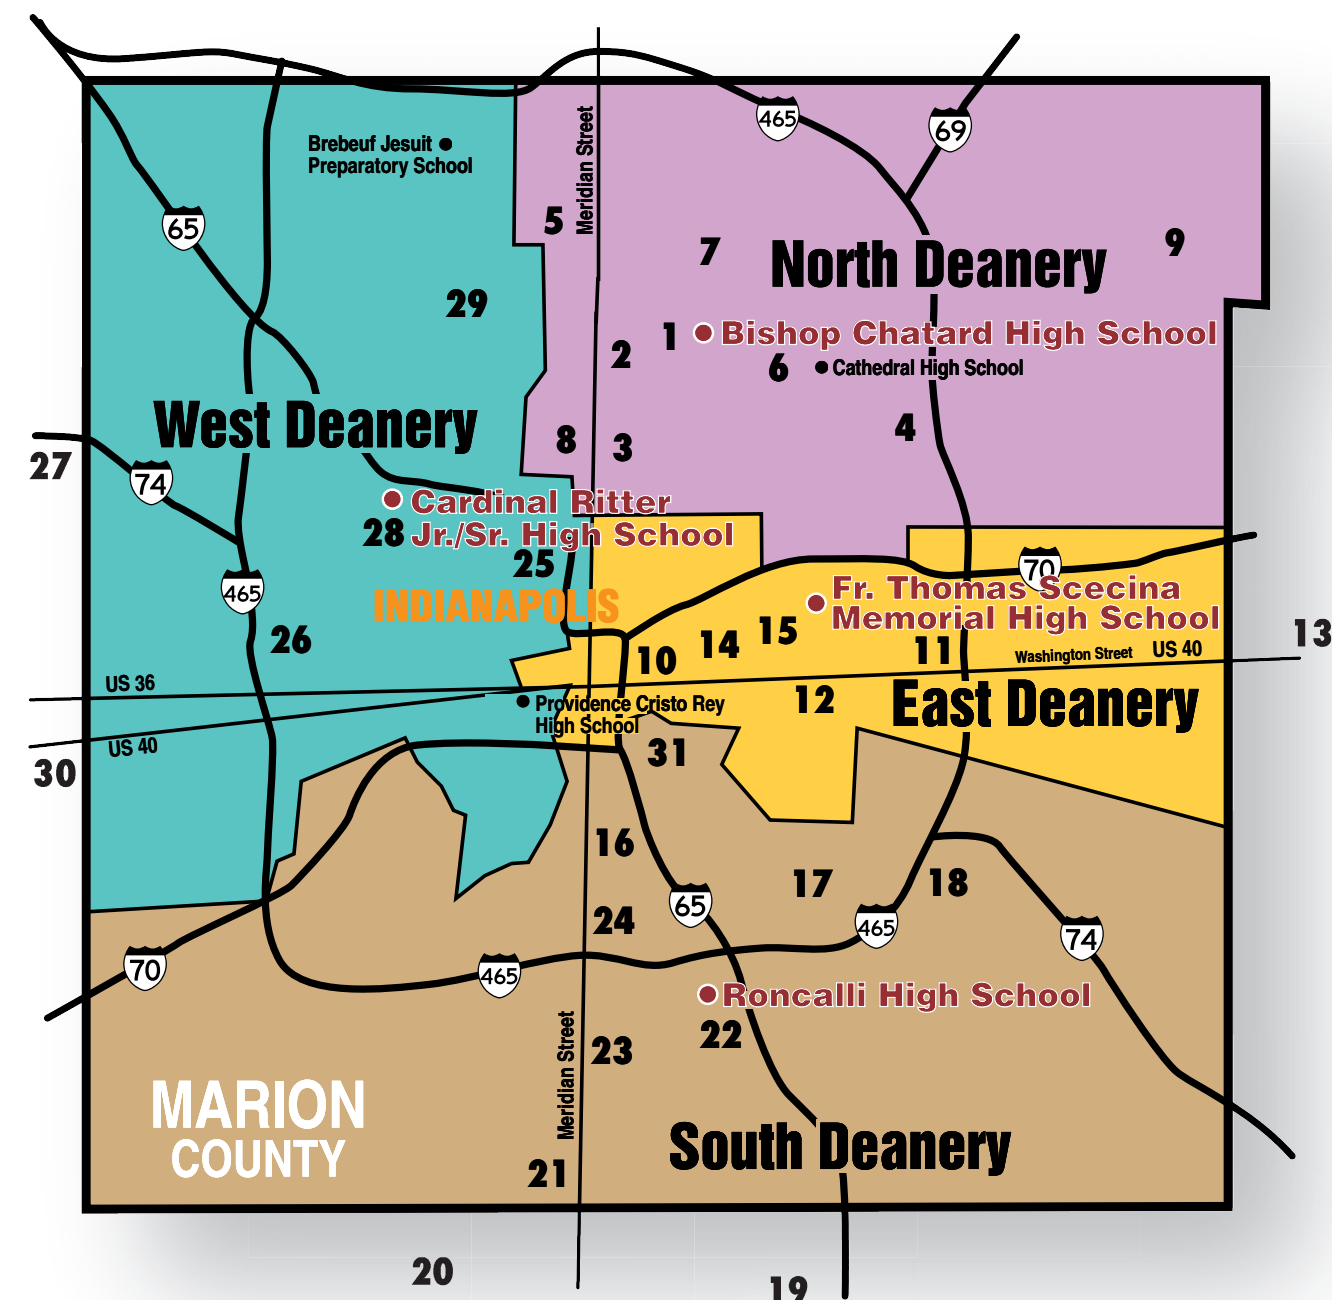 465
69
Meridian Street
Brebeuf Jesuit
Preparatory School
65
5
7
9
North Deanery
29
1
Bishop Chatard High School
2
6
Cathedral High School
West Deanery
8
3
4
27
74
Cardinal Ritter
28 Jr./Sr. High School
25
70
465
INDIANAPOLIS
Fr. Thomas Scecina
Memorial High School
26
10
14
15
11
Washington Street
US 40
13
US 36
Providence Cristo Rey
High School
12
East Deanery
US 40
30
31
16
17
18
65
24
465
74
70
465
Roncalli High School
22
23
Meridian Street
MARION
COUNTY
South Deanery
21
20
19